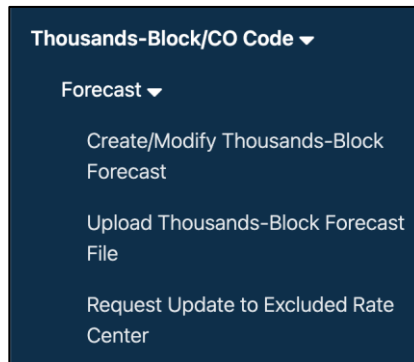 Thousands-Block/CO Code
Forecast
Create/Modify Thousands-Block
Forecast
Upload Thousands-Block Forecast
File
Request Update to Excluded Rate
Center